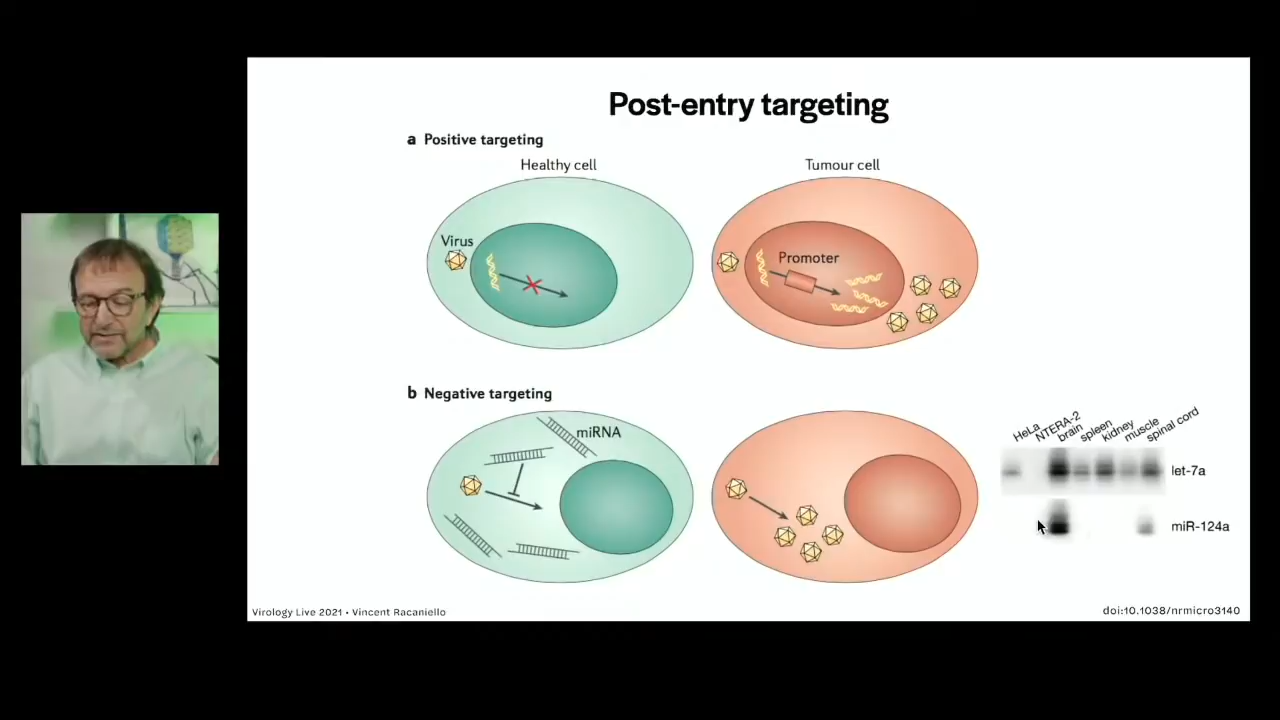 Post-entry targeting
a Positive targeting
Healthy cell
Tumour cell
Virus
Promoter
b Negative targeting
miRNA
HeLa
NTERA-2
brain
spleen
kidney
muscle
spinal cord
let-7a
miR-124a
Virology Live 2021 • Vincent Racaniello
doi:10.1038/nrmicro3140